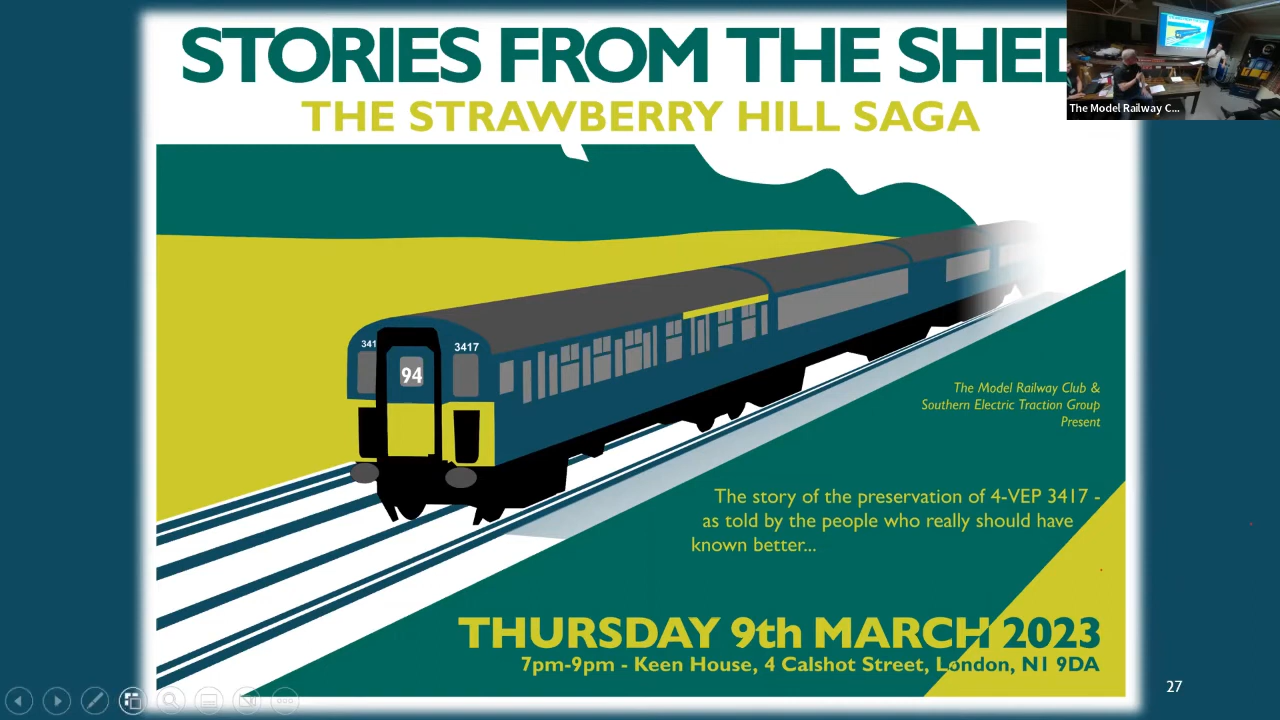 STORIES FROM THE SHED
The Model Railway C...
THE STRAWBERRY HILL SAGA
341
3417
94
The Model Railway Club &
Southern Electric Traction Group
Present
The story of the preservation of 4-VEP 3417 -
as told by the people who really should have
known better...
THURSDAY 9th MARCH 2023
7pm-9pm - Keen House, 4 Calshot Street, London, N1 9DA
27